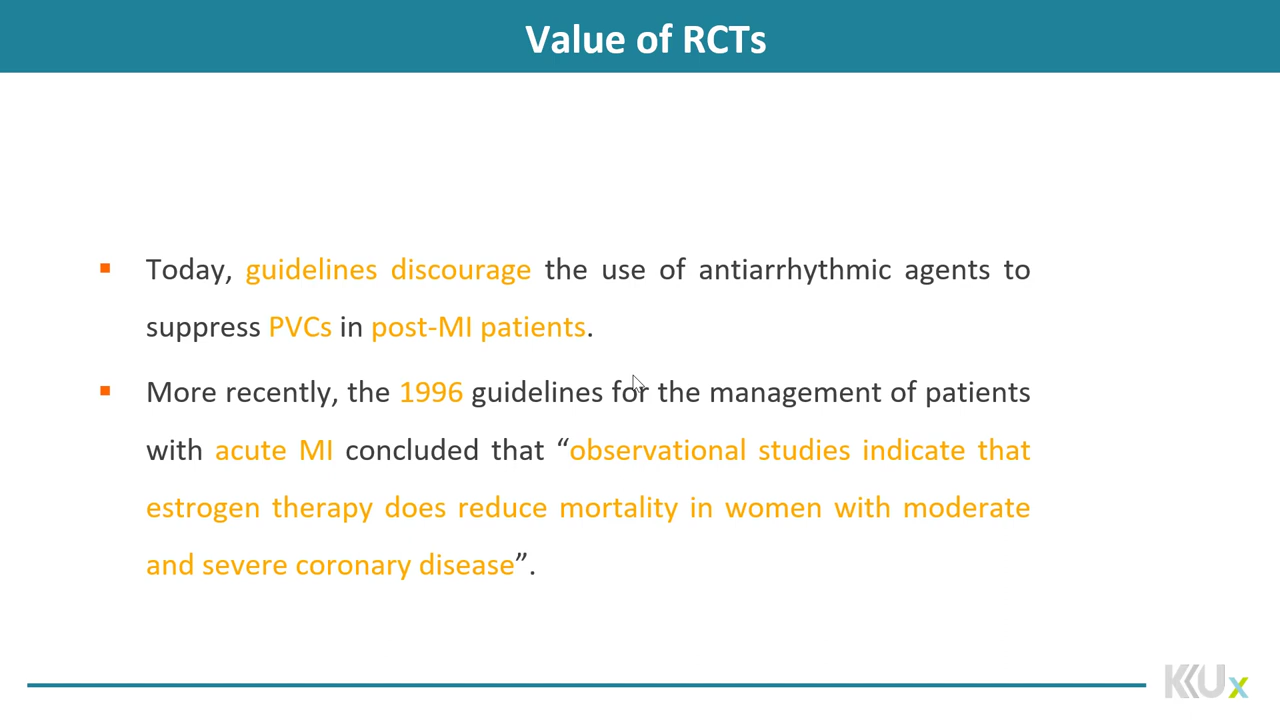 Value of RCTs
Today, guidelines discourage the use of antiarrhythmic agents to
suppress PVCs in post-MI patients.
More recently, the 1996 guidelines for the management of patients
with acute MI concluded that “observational studies indicate that
estrogen therapy does reduce mortality in women with moderate
and severe coronary disease”.
KKUx